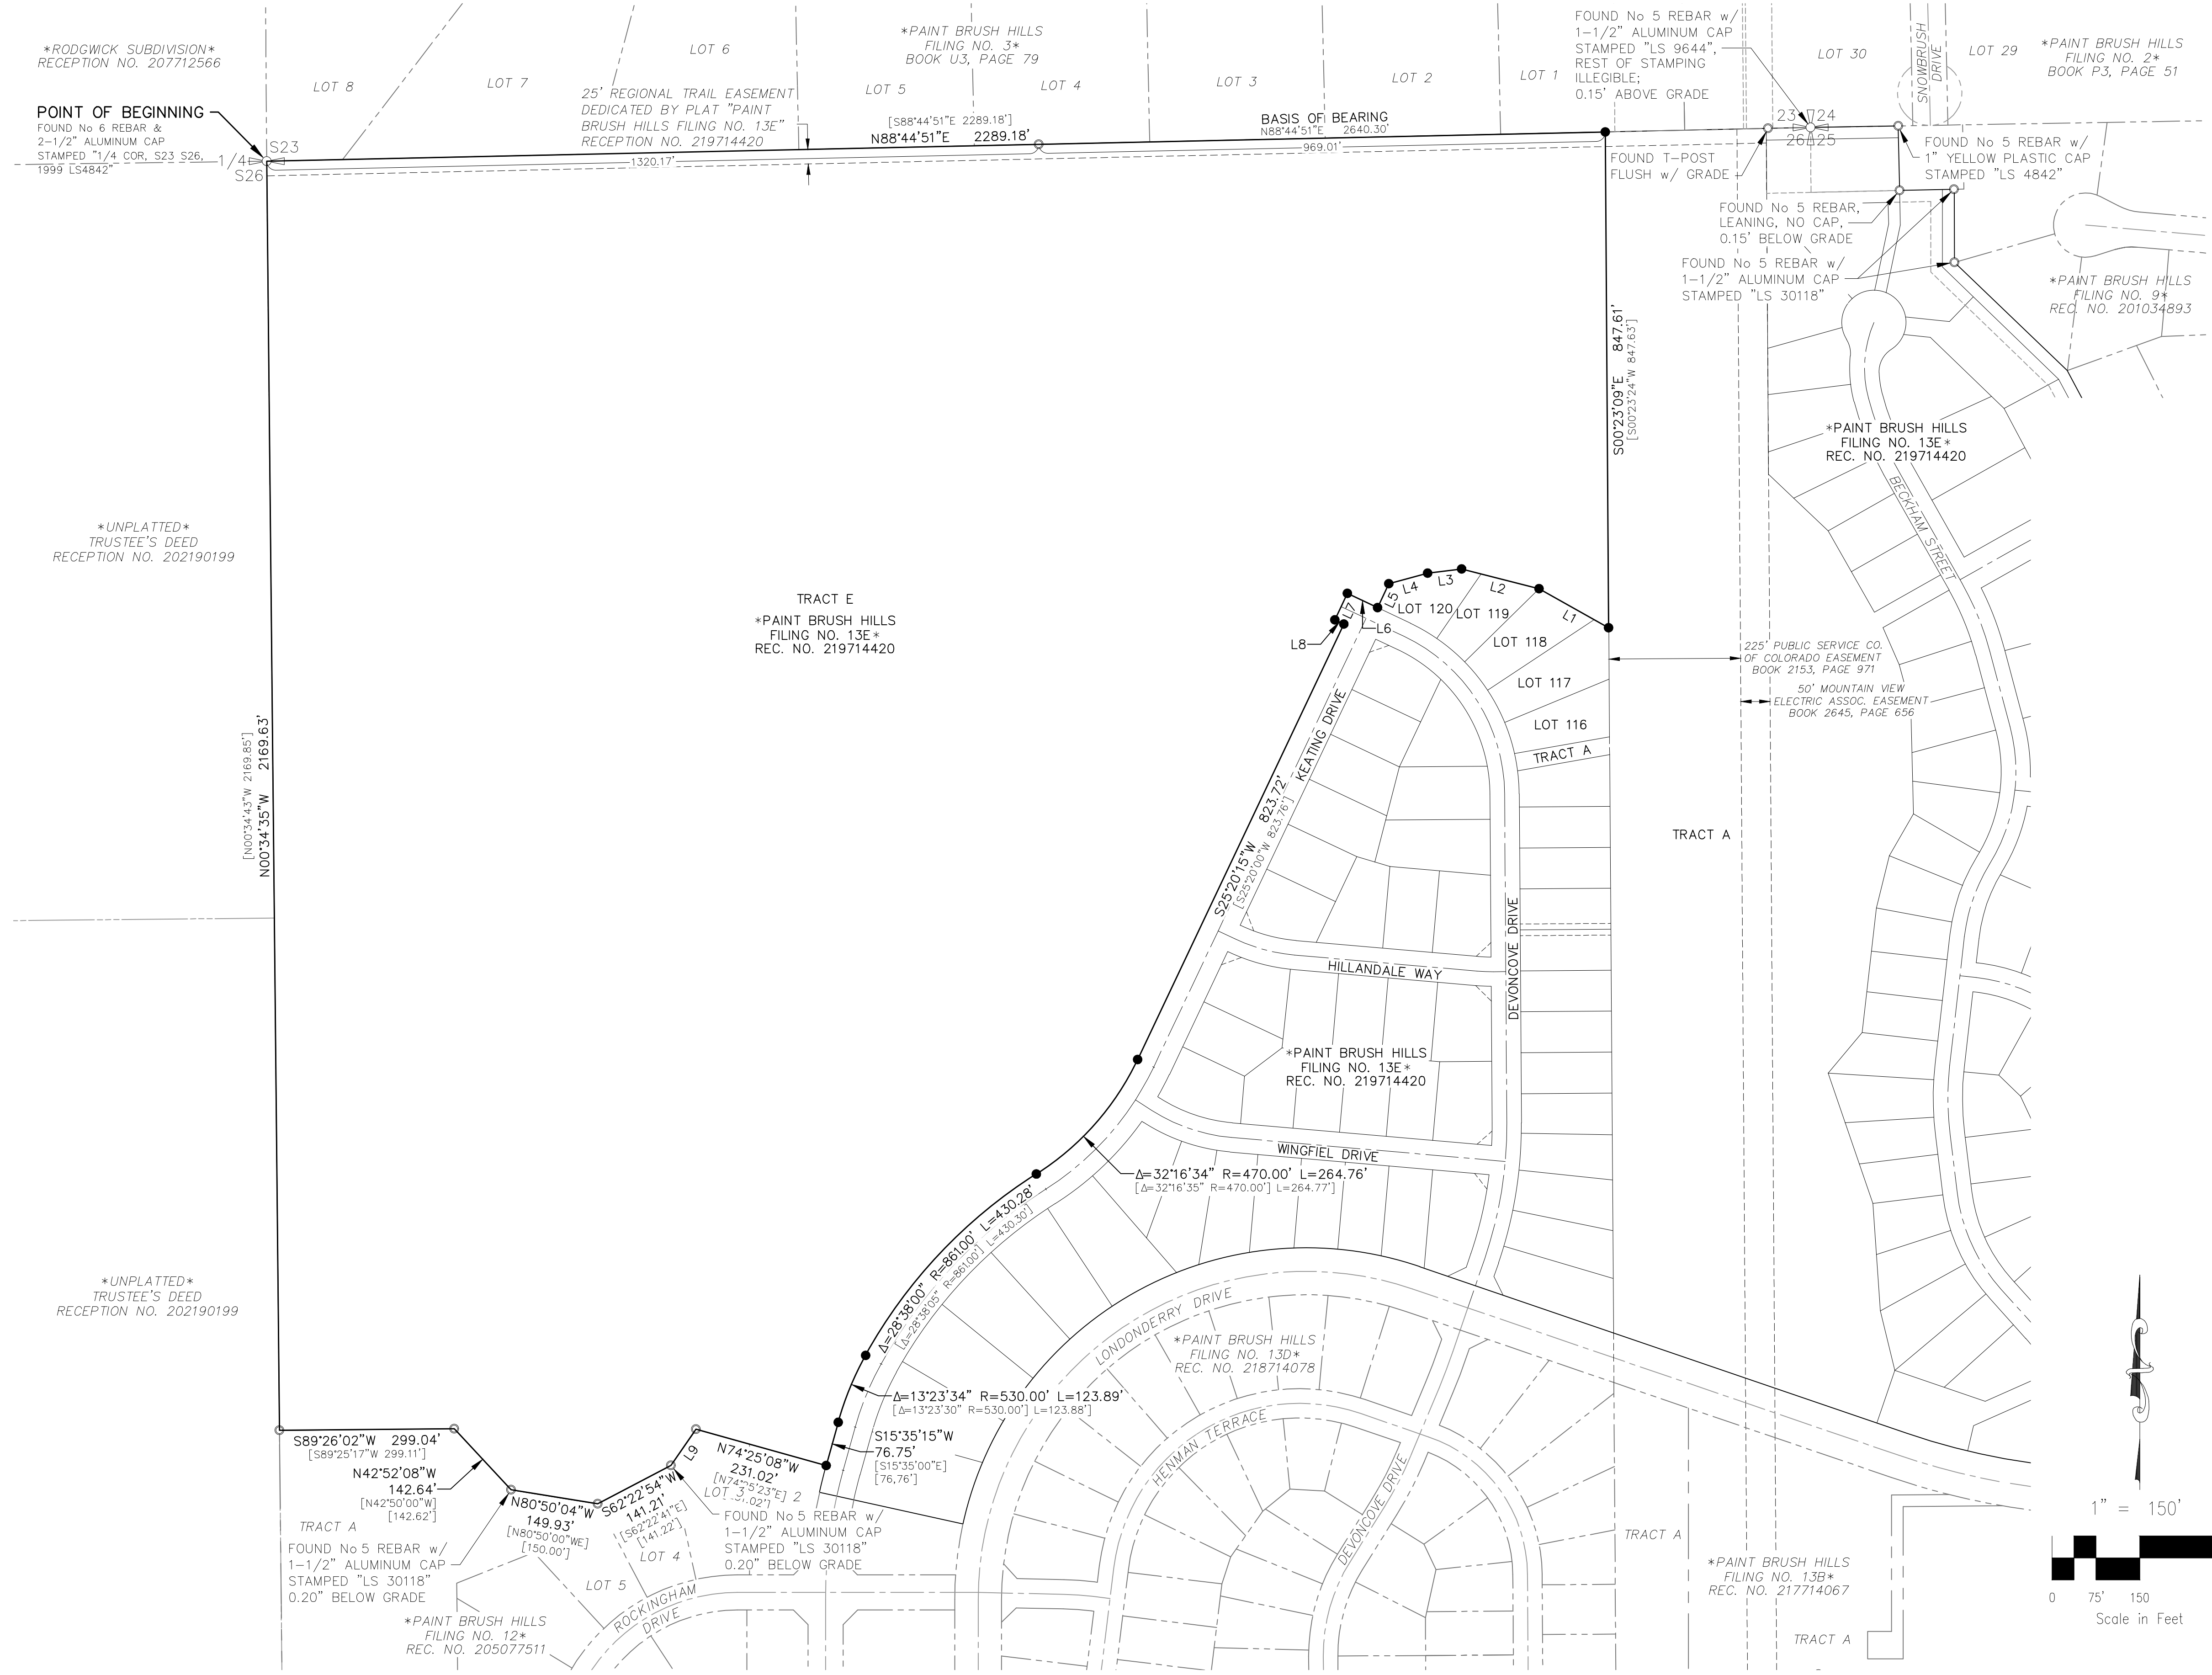 *RODGWICK SUBDIVISION*
RECEPTION NO. 207712566
POINT OF BEGINNING
FOUND No 6 REBAR &
2-1/2" ALUMINUM CAP
STAMPED "1/4 COR, S23 S26,
1999 LS4842"
1/4
S23
S26
LOT 8
LOT 7
LOT 6
25' REGIONAL TRAIL EASEMENT
DEDICATED BY PLAT "PAINT
BRUSH HILLS FILING NO. 13E"
RECEPTION NO. 219714420
*PAINT BRUSH HILLS
FILING NO. 3*
BOOK U3, PAGE 79
LOT 5
LOT 4
LOT 3
LOT 2
LOT 1
[S88°44'51"E 2289.18']
N88°44'51"E 2289.18'
BASIS OF BEARING
N88°44'51"E 2640.30'
1320.17'
969.01'
FOUND No 5 REBAR w/
1-1/2" ALUMINUM CAP
STAMPED "LS 9644",
REST OF STAMPING
ILLEGIBLE;
0.15' ABOVE GRADE
LOT 30
SNOWBRUSH
DRIVE
LOT 29
*PAINT BRUSH HILLS
FILING NO. 2*
BOOK P3, PAGE 51
23
24
26
25
FOUND T-POST
FLUSH w/ GRADE
FOUND No 5 REBAR w/
1" YELLOW PLASTIC CAP
STAMPED "LS 4842"
FOUND No 5 REBAR,
LEANING, NO CAP,
0.15' BELOW GRADE
FOUND No 5 REBAR w/
1-1/2" ALUMINUM CAP
STAMPED "LS 30118"
*PAINT BRUSH HILLS
FILING NO. 9*
REC. NO. 201034893
S00°23'09"E 847.61'
[S00°23'24"W 847.63']
*PAINT BRUSH HILLS
FILING NO. 13E*
REC. NO. 219714420
BECKHAM STREET
*UNPLATTED*
TRUSTEE'S DEED
RECEPTION NO. 202190199
TRACT E
*PAINT BRUSH HILLS
FILING NO. 13E*
REC. NO. 219714420
L8
L7
L6
L5
L4
L3
L2
L1
LOT 120
LOT 119
LOT 118
LOT 117
LOT 116
TRACT A
225' PUBLIC SERVICE CO.
OF COLORADO EASEMENT
BOOK 2153, PAGE 971
50' MOUNTAIN VIEW
ELECTRIC ASSOC. EASEMENT
BOOK 2645, PAGE 656
TRACT A
[N00°34'43"W 2169.85']
N00°34'35"W 2169.63'
S25°20'15"W 823.72'
[S25°20'00"W 823.76']
KEATING DRIVE
DEVONCOVE DRIVE
HILLANDALE WAY
*PAINT BRUSH HILLS
FILING NO. 13E*
REC. NO. 219714420
WINGFIEL DRIVE
Δ=32°16'34" R=470.00' L=264.76'
[Δ=32°16'35" R=470.00'] L=264.77']
Δ=28°38'00" R=861.00' L=430.28'
[Δ=28°38'05" R=861.00'] L=430.30']
Δ=13°23'34" R=530.00' L=123.89'
[Δ=13°23'30" R=530.00'] L=123.88']
S15°35'15"W
76.75'
[S15°35'00"E]
[76,76']
*UNPLATTED*
TRUSTEE'S DEED
RECEPTION NO. 202190199
LONDONDERRY DRIVE
*PAINT BRUSH HILLS
FILING NO. 13D*
REC. NO. 218714078
HENMAN TERRACE
DEVONCOVE DRIVE
S89°26'02"W 299.04'
[S89°25'17"W 299.11']
N42°52'08"W
142.64'
[N42°50'00"W]
[142.62']
N80°50'04"W
149.93'
[N80°50'00"WE]
[150.00']
S62°22'54"W
141.21'
[S62°22'41"E]
[141.22']
L9
N74°25'08"W
231.02'
[N74°25'23"E]
LOT 3
2
TRACT A
FOUND No 5 REBAR w/
1-1/2" ALUMINUM CAP
STAMPED "LS 30118"
0.20" BELOW GRADE
FOUND No 5 REBAR w/
1-1/2" ALUMINUM CAP
STAMPED "LS 30118"
0.20" BELOW GRADE
LOT 4
LOT 5
ROCKINGHAM
DRIVE
*PAINT BRUSH HILLS
FILING NO. 12*
REC. NO. 205077511
TRACT A
*PAINT BRUSH HILLS
FILING NO. 13B*
REC. NO. 217714067
TRACT A
1" = 150'
0 75' 150
Scale in Feet